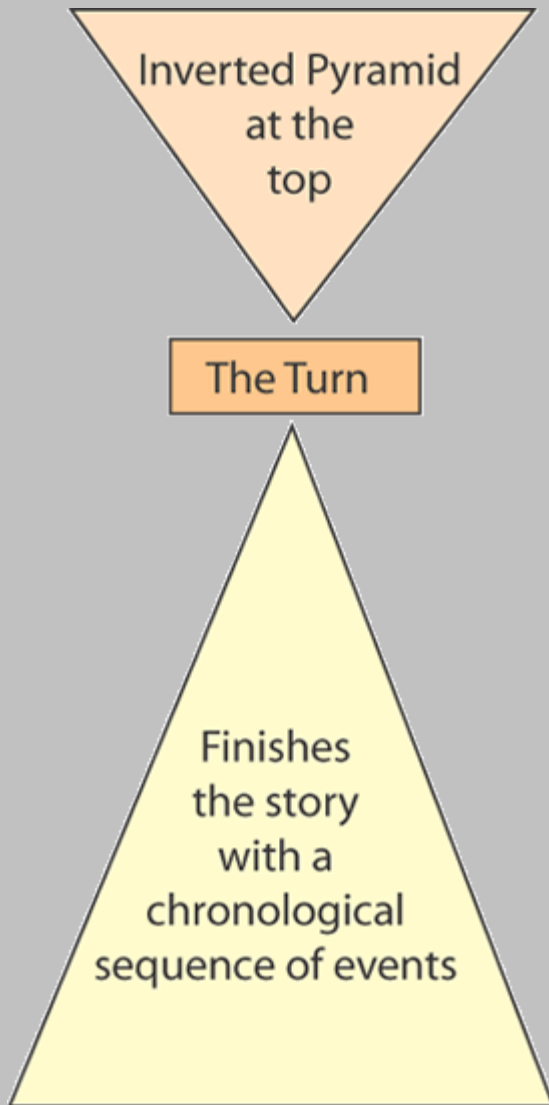 Inverted Pyramid
at the
top
The Turn
Finishes
the story
with a
chronological
sequence of events